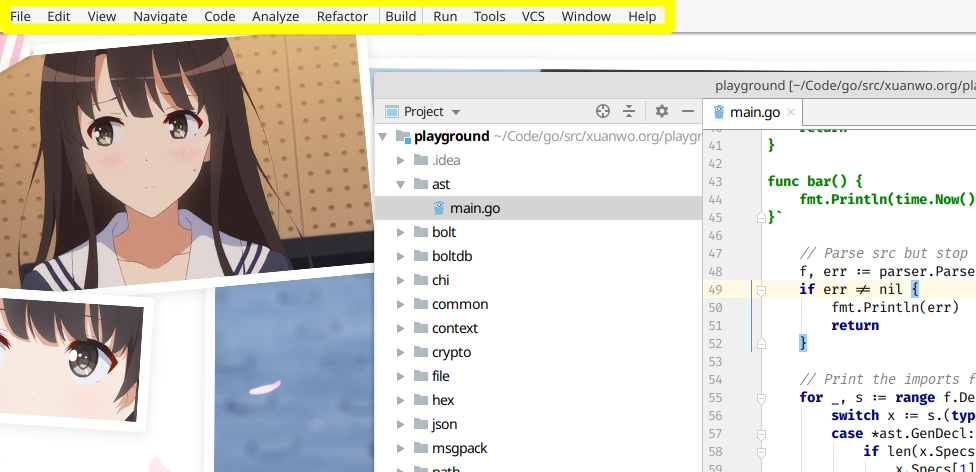 File Edit View Navigate Code Analyze Refactor Build Run Tools VCS Window Help
playground [~/Code/go/src/xuanwo.org/pla
Project
main.go
playground ~/Code/go/src/xuanwo.org/playgr
.idea
ast
main.go
bolt
boltdb
chi
common
context
crypto
file
hex
json
msgpack
path
40 return
41 }
42
43 func bar() {
44 fmt.Println(time.Now()
45 }`
46
47 // Parse src but stop
48 f, err := parser.Parse
49 if err ≠ nil {
50 fmt.Println(err)
51 return
52 }
53
54 // Print the imports f
55 for _, s := range f.De
56 switch x := s.(typ
57 case *ast.GenDecl:
58 if len(x.Specs
59 x.Specs[1]